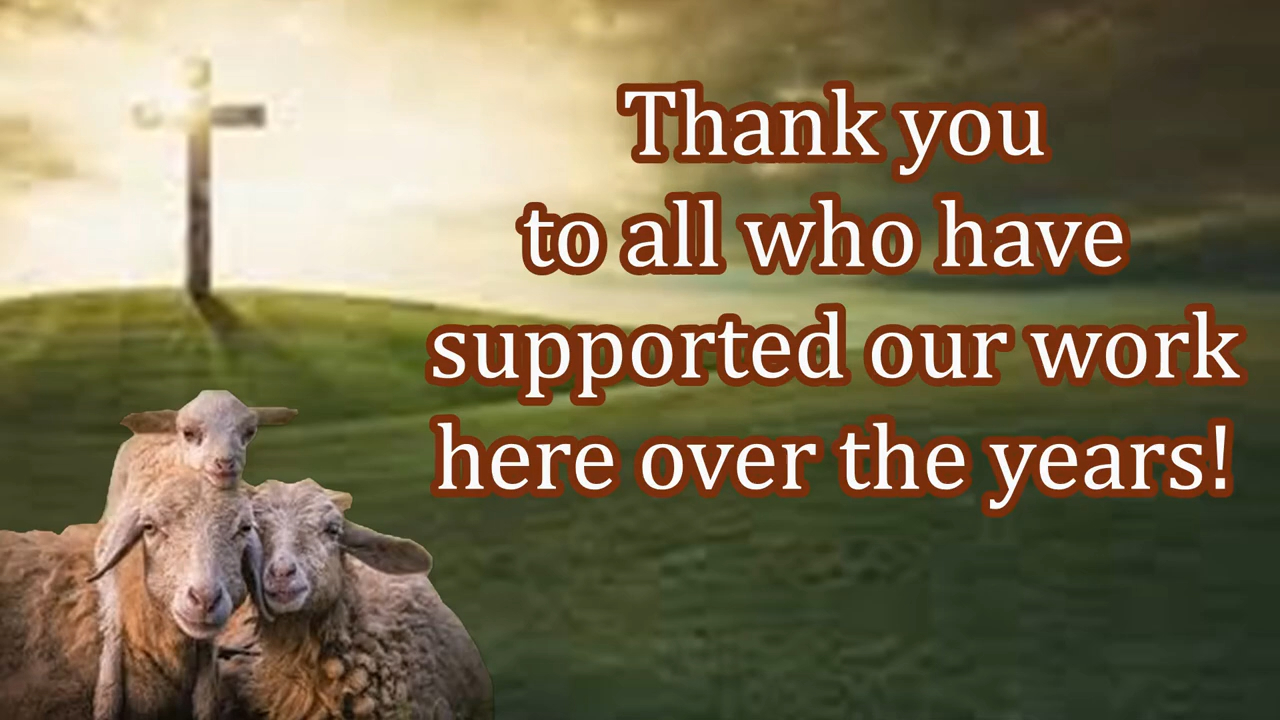 Thank you
to all who have
supported our work
here over the years!